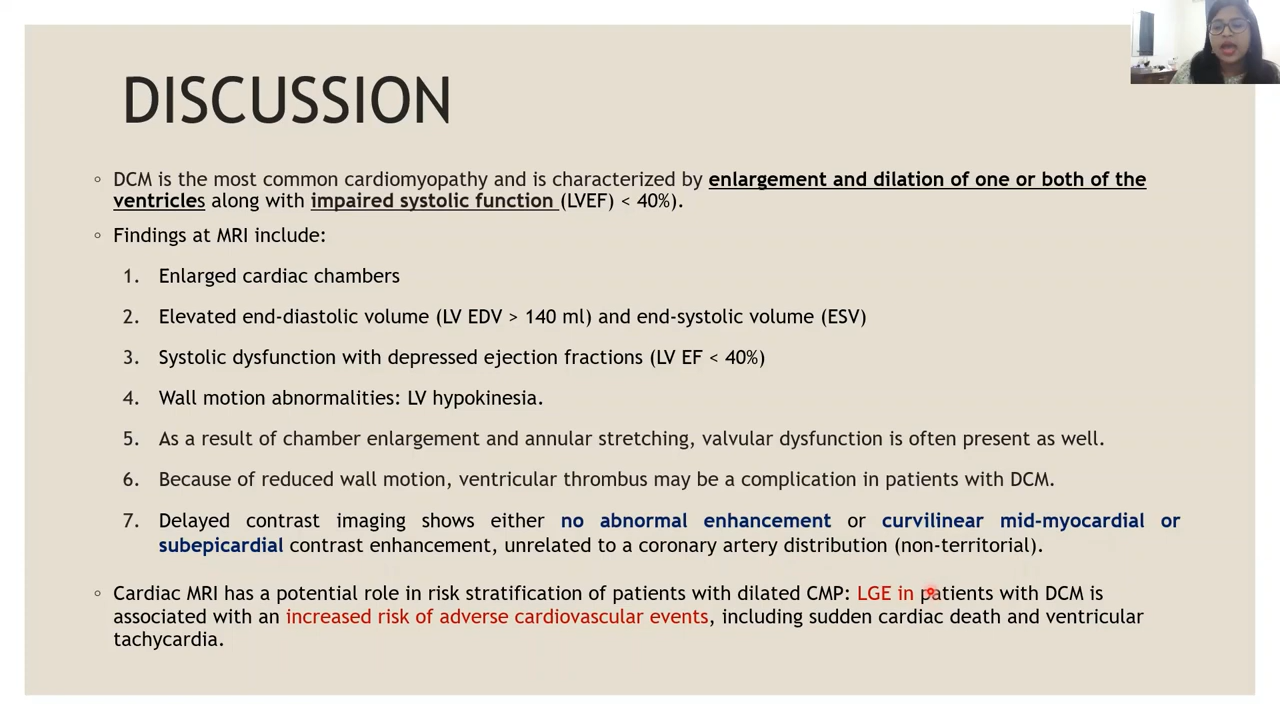 DISCUSSION
◦ DCM is the most common cardiomyopathy and is characterized by enlargement and dilation of one or both of the
ventricles along with impaired systolic function (LVEF) < 40%).
◦ Findings at MRI include:
1. Enlarged cardiac chambers
2. Elevated end-diastolic volume (LV EDV > 140 ml) and end-systolic volume (ESV)
3. Systolic dysfunction with depressed ejection fractions (LV EF < 40%)
4. Wall motion abnormalities: LV hypokinesia.
5. As a result of chamber enlargement and annular stretching, valvular dysfunction is often present as well.
6. Because of reduced wall motion, ventricular thrombus may be a complication in patients with DCM.
7. Delayed contrast imaging shows either no abnormal enhancement or curvilinear mid-myocardial or
subepicardial contrast enhancement, unrelated to a coronary artery distribution (non-territorial).
◦ Cardiac MRI has a potential role in risk stratification of patients with dilated CMP: LGE in patients with DCM is
associated with an increased risk of adverse cardiovascular events, including sudden cardiac death and ventricular
tachycardia.